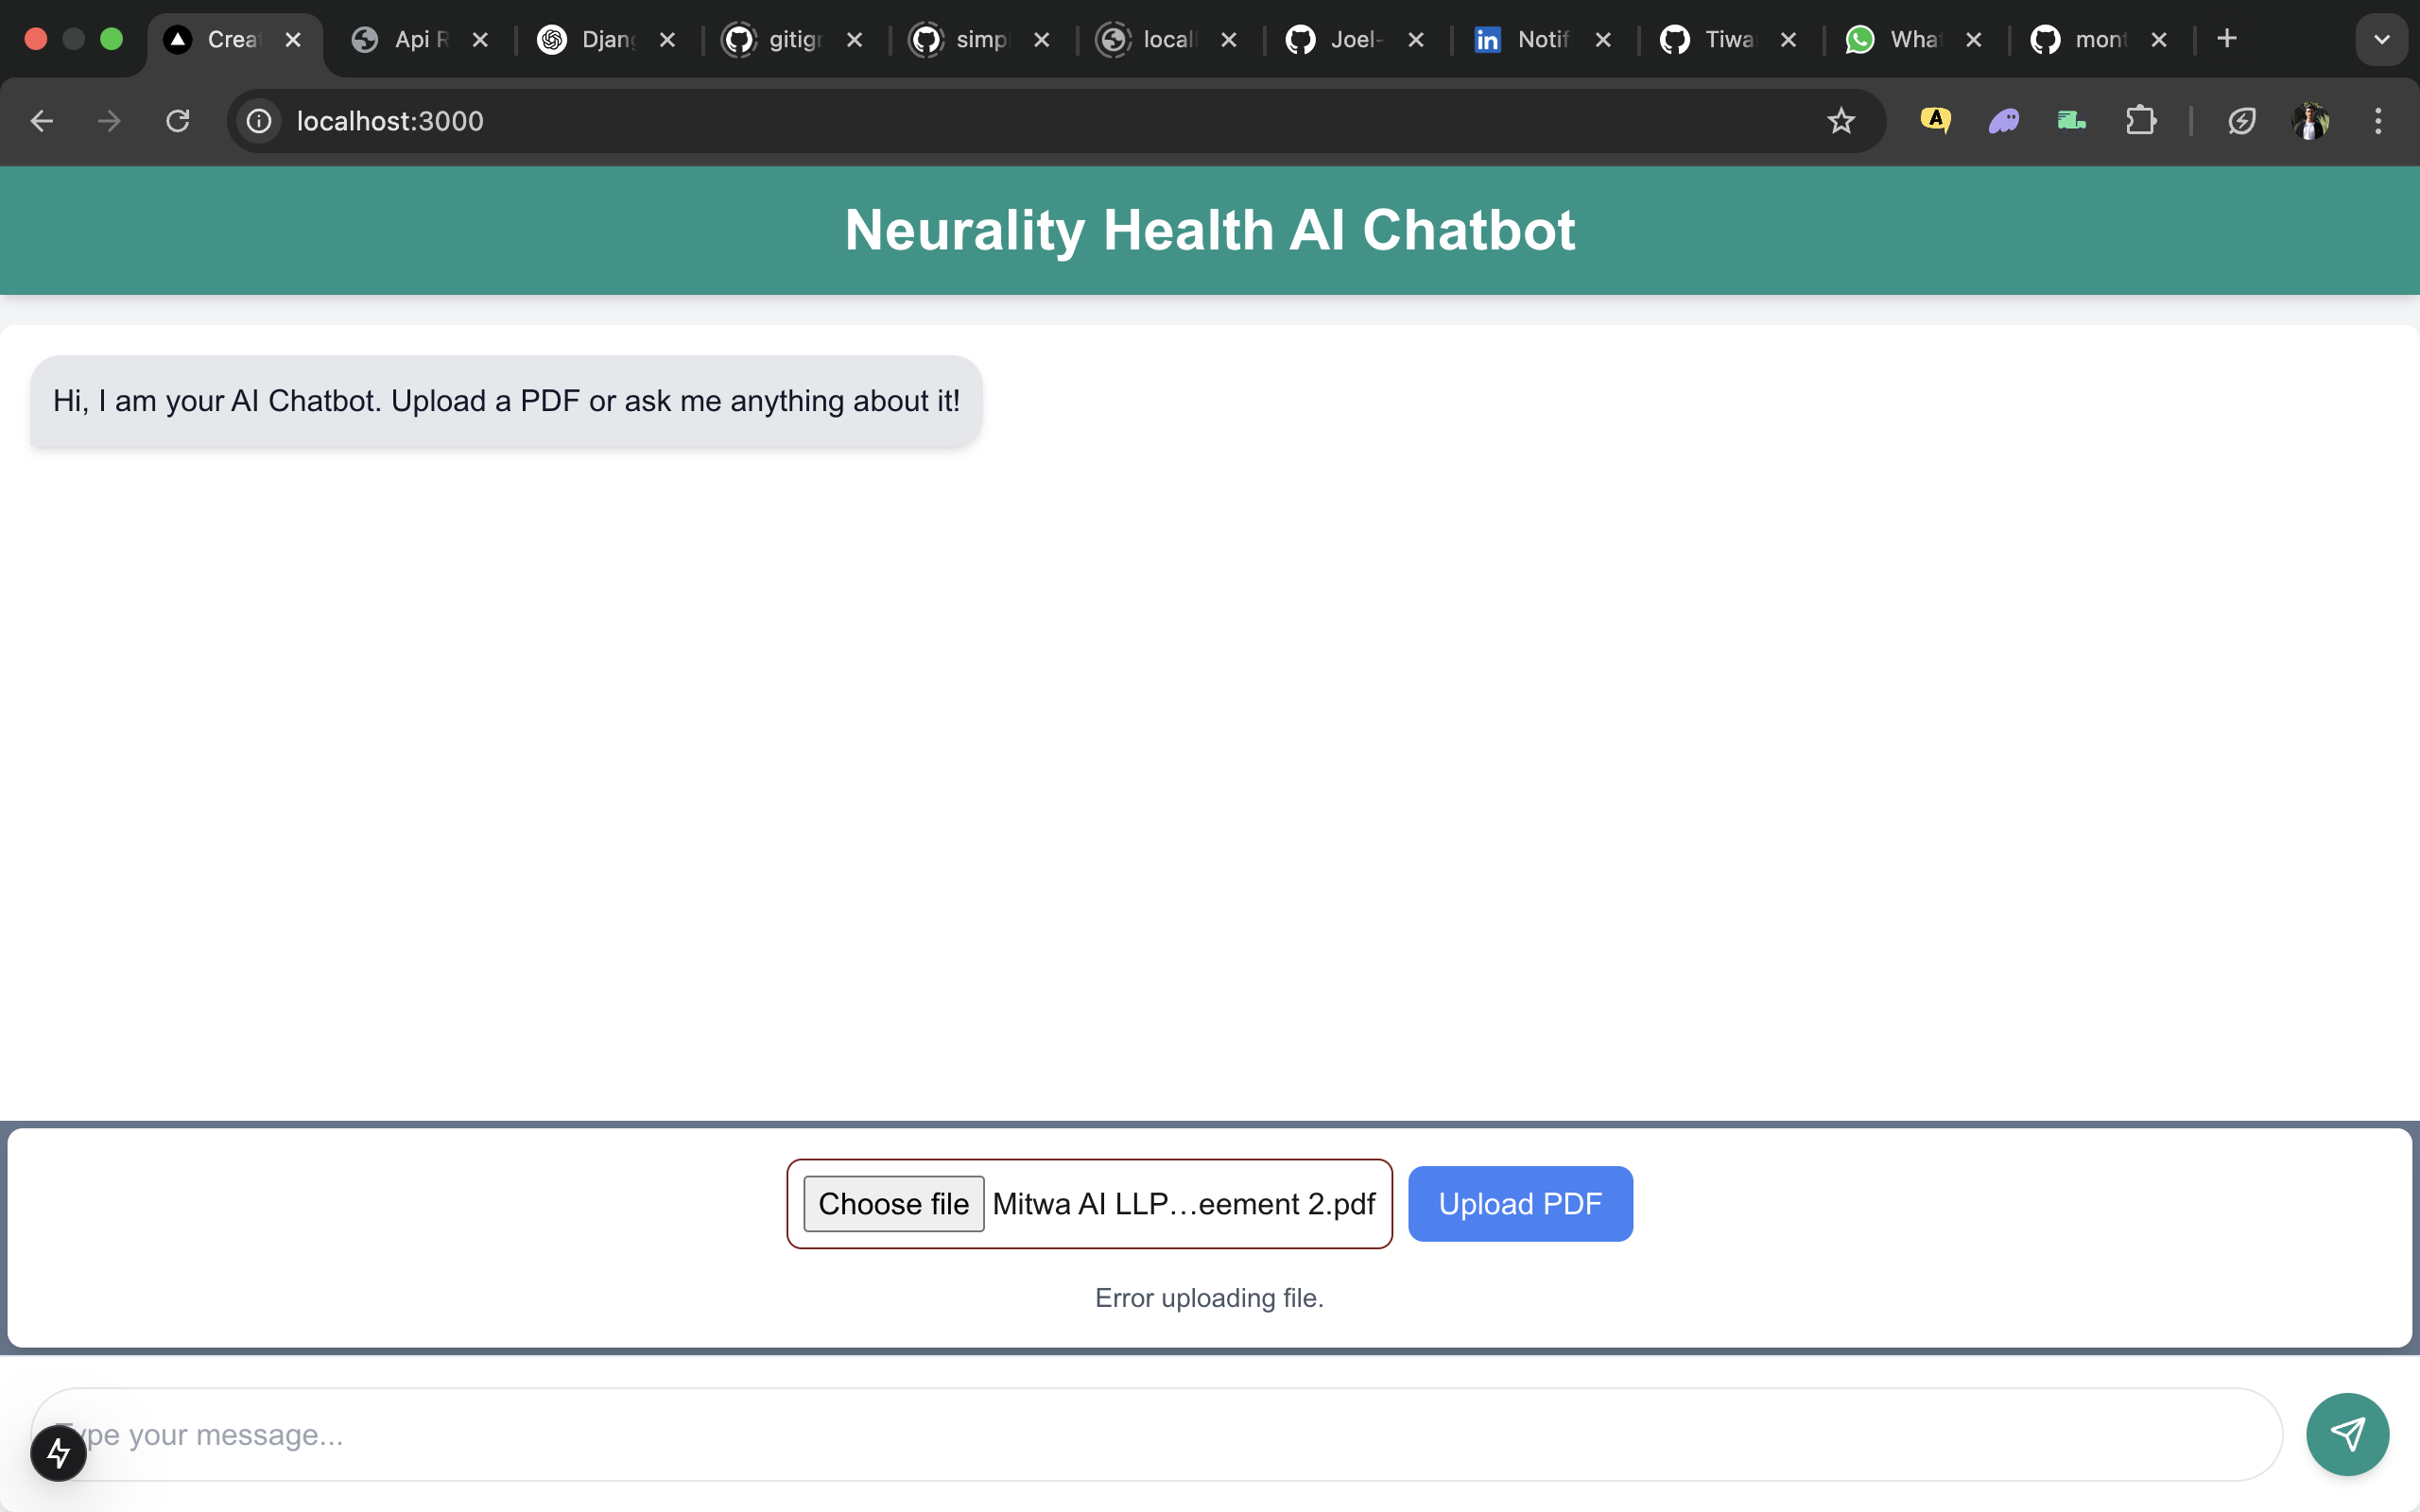 Crea
Api R
Djang
gitigr
simpl
locall
Joel-
Notif
Tiwa
What
mont
localhost:3000
Neurality Health AI Chatbot
Hi, I am your AI Chatbot. Upload a PDF or ask me anything about it!
Choose file Mitwa AI LLP…eement 2.pdf
Upload PDF
Error uploading file.
Type your message...